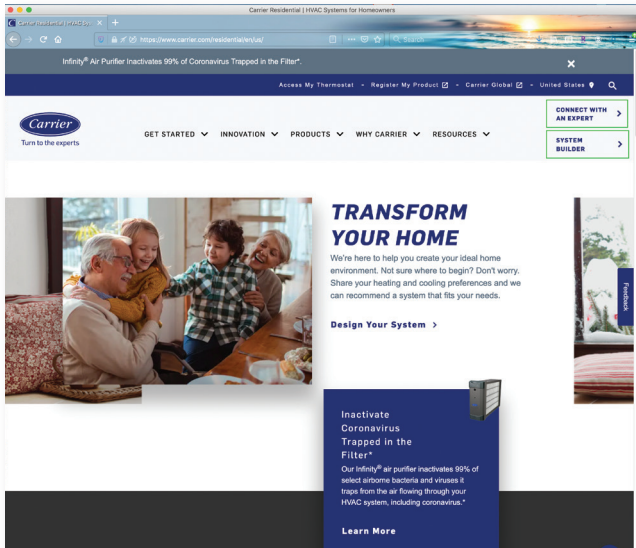 Carrier Residential | HVAC Systems for Homeowners
Carrier Residential | HVAC Sys
https://www.carrier.com/residential/en/us/
Search
Infinity® Air Purifier Inactivates 99% of Coronavirus Trapped in the Filter*.
Access My Thermostat - Register My Product - Carrier Global - United States
Carrier
Turn to the experts
GET STARTED INNOVATION PRODUCTS WHY CARRIER RESOURCES
CONNECT WITH
AN EXPERT
SYSTEM
BUILDER
TRANSFORM
YOUR HOME
We're here to help you create your ideal home
environment. Not sure where to begin? Don't worry.
Share your heating and cooling preferences and we
can recommend a system that fits your needs.
Design Your System
Feedback
Inactivate
Coronavirus
Trapped in the
Filter*
Our Infinity® air purifier inactivates 99% of
select airborne bacteria and viruses it
traps from the air flowing through your
HVAC system, including coronavirus.*
Learn More